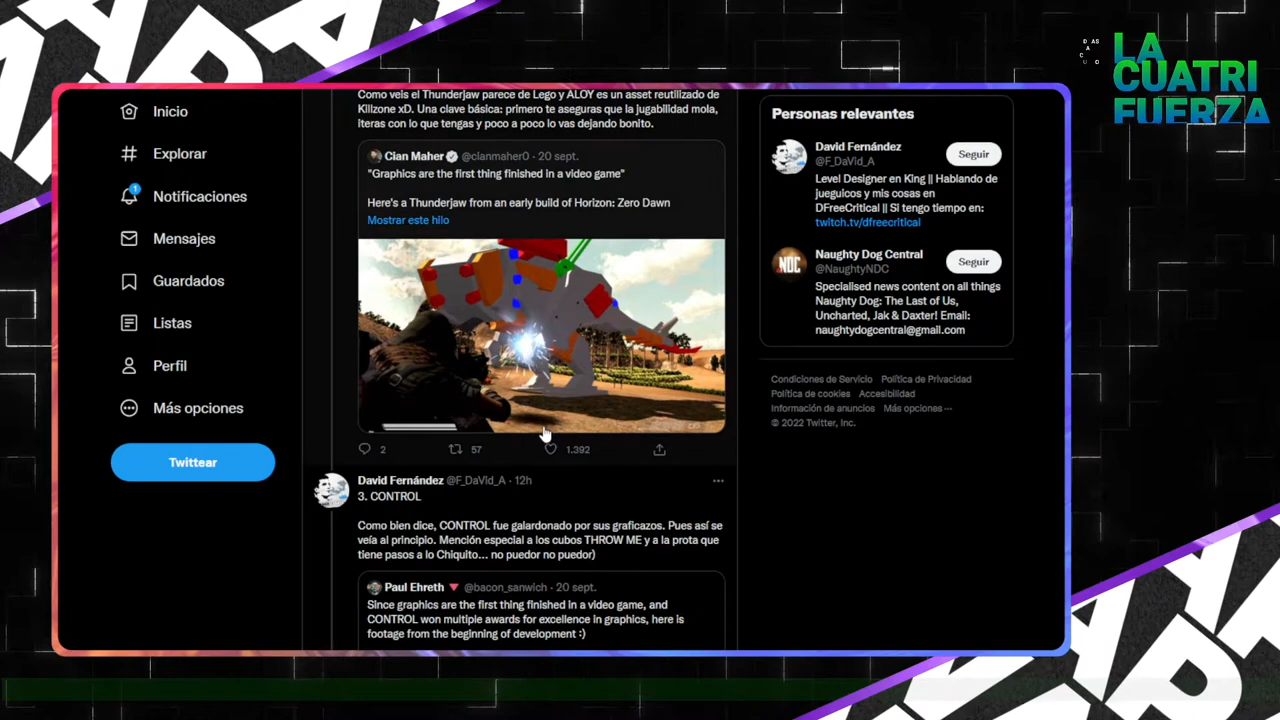 LA
CUATRI
FUERZA
Inicio
Explorar
1
Notificaciones
Mensajes
Guardados
Listas
Perfil
Más opciones
Twittear
Como veis el Thunderjaw parece de Lego y ALOY es un asset reutilizado de
Killzone xD. Una clave básica: primero te aseguras que la jugabilidad mola,
iteras con lo que tengas y poco a poco lo vas dejando bonito.
Cian Maher @cianmaher0 · 20 sept.
"Graphics are the first thing finished in a video game"
Here's a Thunderjaw from an early build of Horizon: Zero Dawn
Mostrar este hilo
2
57
1.392
David Fernández @F_DaVId_A · 12h
3. CONTROL
Como bien dice, CONTROL fue galardonado por sus graficazos. Pues así se
veía al principio. Mención especial a los cubos THROW ME y a la prota que
tiene pasos a lo Chiquito... no puedor no puedor)
Paul Ehreth @bacon_sanwich · 20 sept.
Since graphics are the first thing finished in a video game, and
CONTROL won multiple awards for excellence in graphics, here is
footage from the beginning of development :)
Personas relevantes
David Fernández
@F_DaVId_A
Seguir
Level Designer en King || Hablando de
jueguicos y mis cosas en
DFreeCritical || Si tengo tiempo en:
twitch.tv/dfreecritical
NDC
Naughty Dog Central
@NaughtyNDC
Seguir
Specialised news content on all things
Naughty Dog: The Last of Us,
Uncharted, Jak & Daxter! Email:
naughtydogcentral@gmail.com
Condiciones de Servicio Política de Privacidad
Política de cookies Accesibilidad
Información de anuncios Más opciones ···
© 2022 Twitter, Inc.